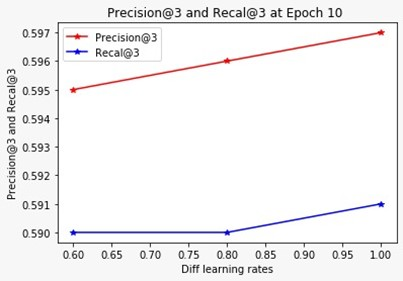 Precision@3 and Recal@3 at Epoch 10
Precision@3
Recal@3
Precision@3 and Recal@3
0.597
0.596
0.595
0.594
0.593
0.592
0.591
0.590
0.60 0.65 0.70 0.75 0.80 0.85 0.90 0.95 1.00
Diff learning rates